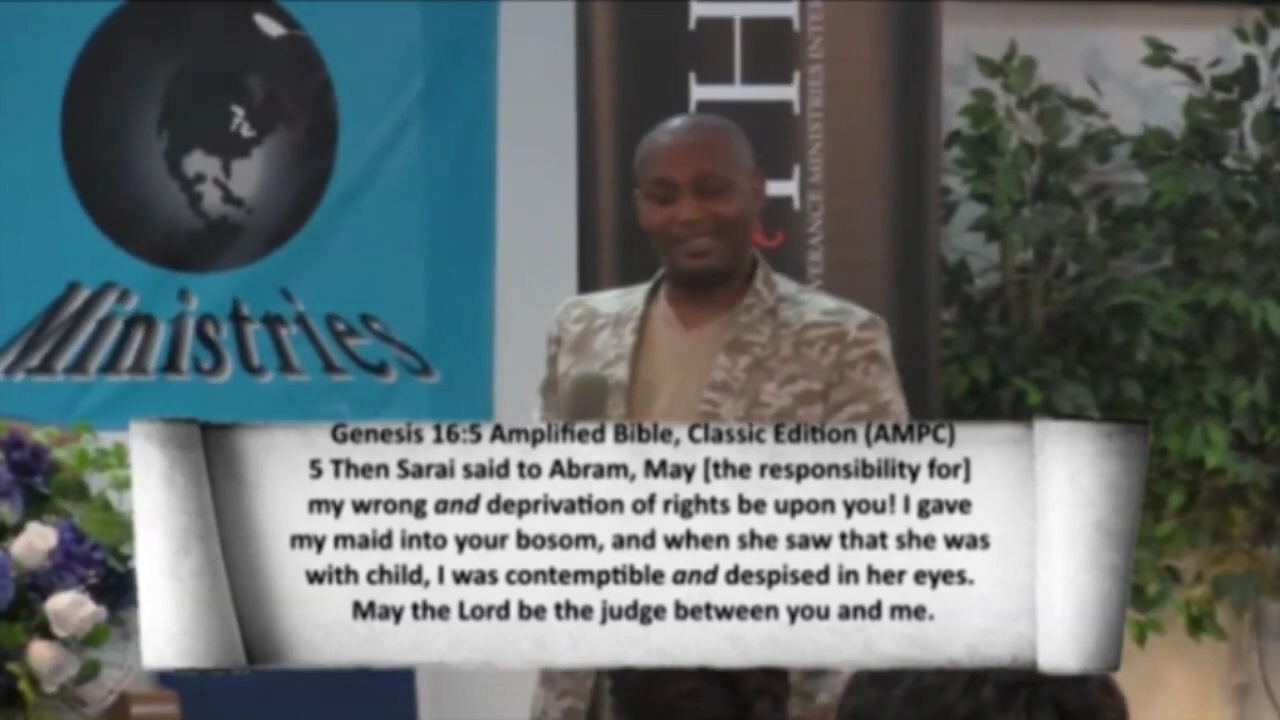 Ministries
VERANCE MINISTRIES INTER
Genesis 16:5 Amplified Bible, Classic Edition (AMPC)
5 Then Sarai said to Abram, May [the responsibility for]
my wrong and deprivation of rights be upon you! I gave
my maid into your bosom, and when she saw that she was
with child, I was contemptible and despised in her eyes.
May the Lord be the judge between you and me.